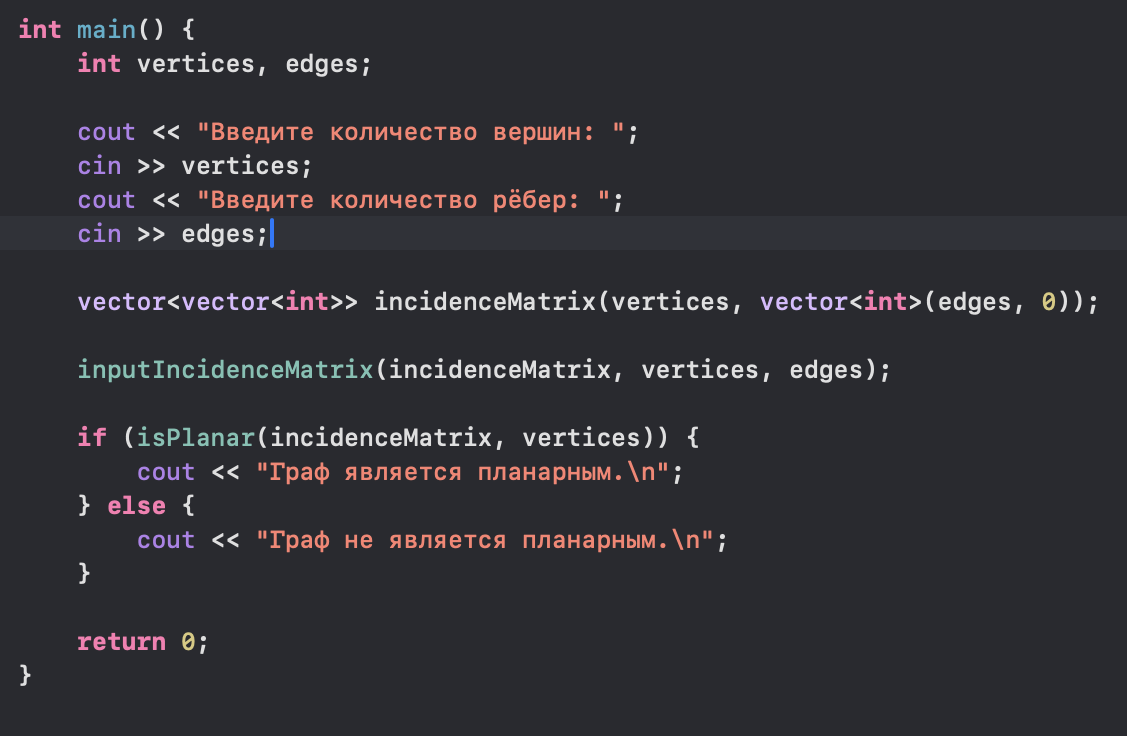 int main() {
    int vertices, edges;
    cout << "Введите количество вершин: ";
    cin >> vertices;
    cout << "Введите количество рёбер: ";
    cin >> edges;
    vector<vector<int>> incidenceMatrix(vertices, vector<int>(edges, 0));
    inputIncidenceMatrix(incidenceMatrix, vertices, edges);
    if (isPlanar(incidenceMatrix, vertices)) {
        cout << "Граф является планарным.\n";
    } else {
        cout << "Граф не является планарным.\n";
    }
    return 0;
}